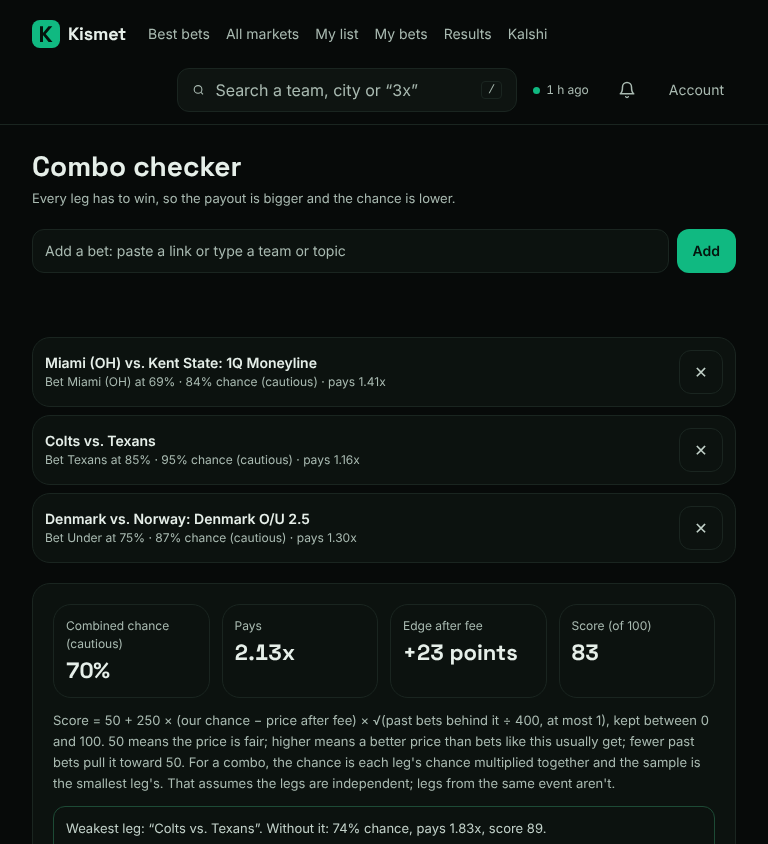 K Kismet Best bets All markets My list My bets Results Kalshi
Search a team, city or “3x” / 1 h ago Account
Combo checker
Every leg has to win, so the payout is bigger and the chance is lower.
Add a bet: paste a link or type a team or topic Add
Miami (OH) vs. Kent State: 1Q Moneyline
Bet Miami (OH) at 69% · 84% chance (cautious) · pays 1.41x
Colts vs. Texans
Bet Texans at 85% · 95% chance (cautious) · pays 1.16x
Denmark vs. Norway: Denmark O/U 2.5
Bet Under at 75% · 87% chance (cautious) · pays 1.30x
Combined chance
(cautious)
70%
Pays
2.13x
Edge after fee
+23 points
Score (of 100)
83
Score = 50 + 250 × (our chance − price after fee) × √(past bets behind it ÷ 400, at most 1), kept between 0
and 100. 50 means the price is fair; higher means a better price than bets like this usually get; fewer past
bets pull it toward 50. For a combo, the chance is each leg's chance multiplied together and the sample is
the smallest leg's. That assumes the legs are independent; legs from the same event aren't.
Weakest leg: “Colts vs. Texans”. Without it: 74% chance, pays 1.83x, score 89.